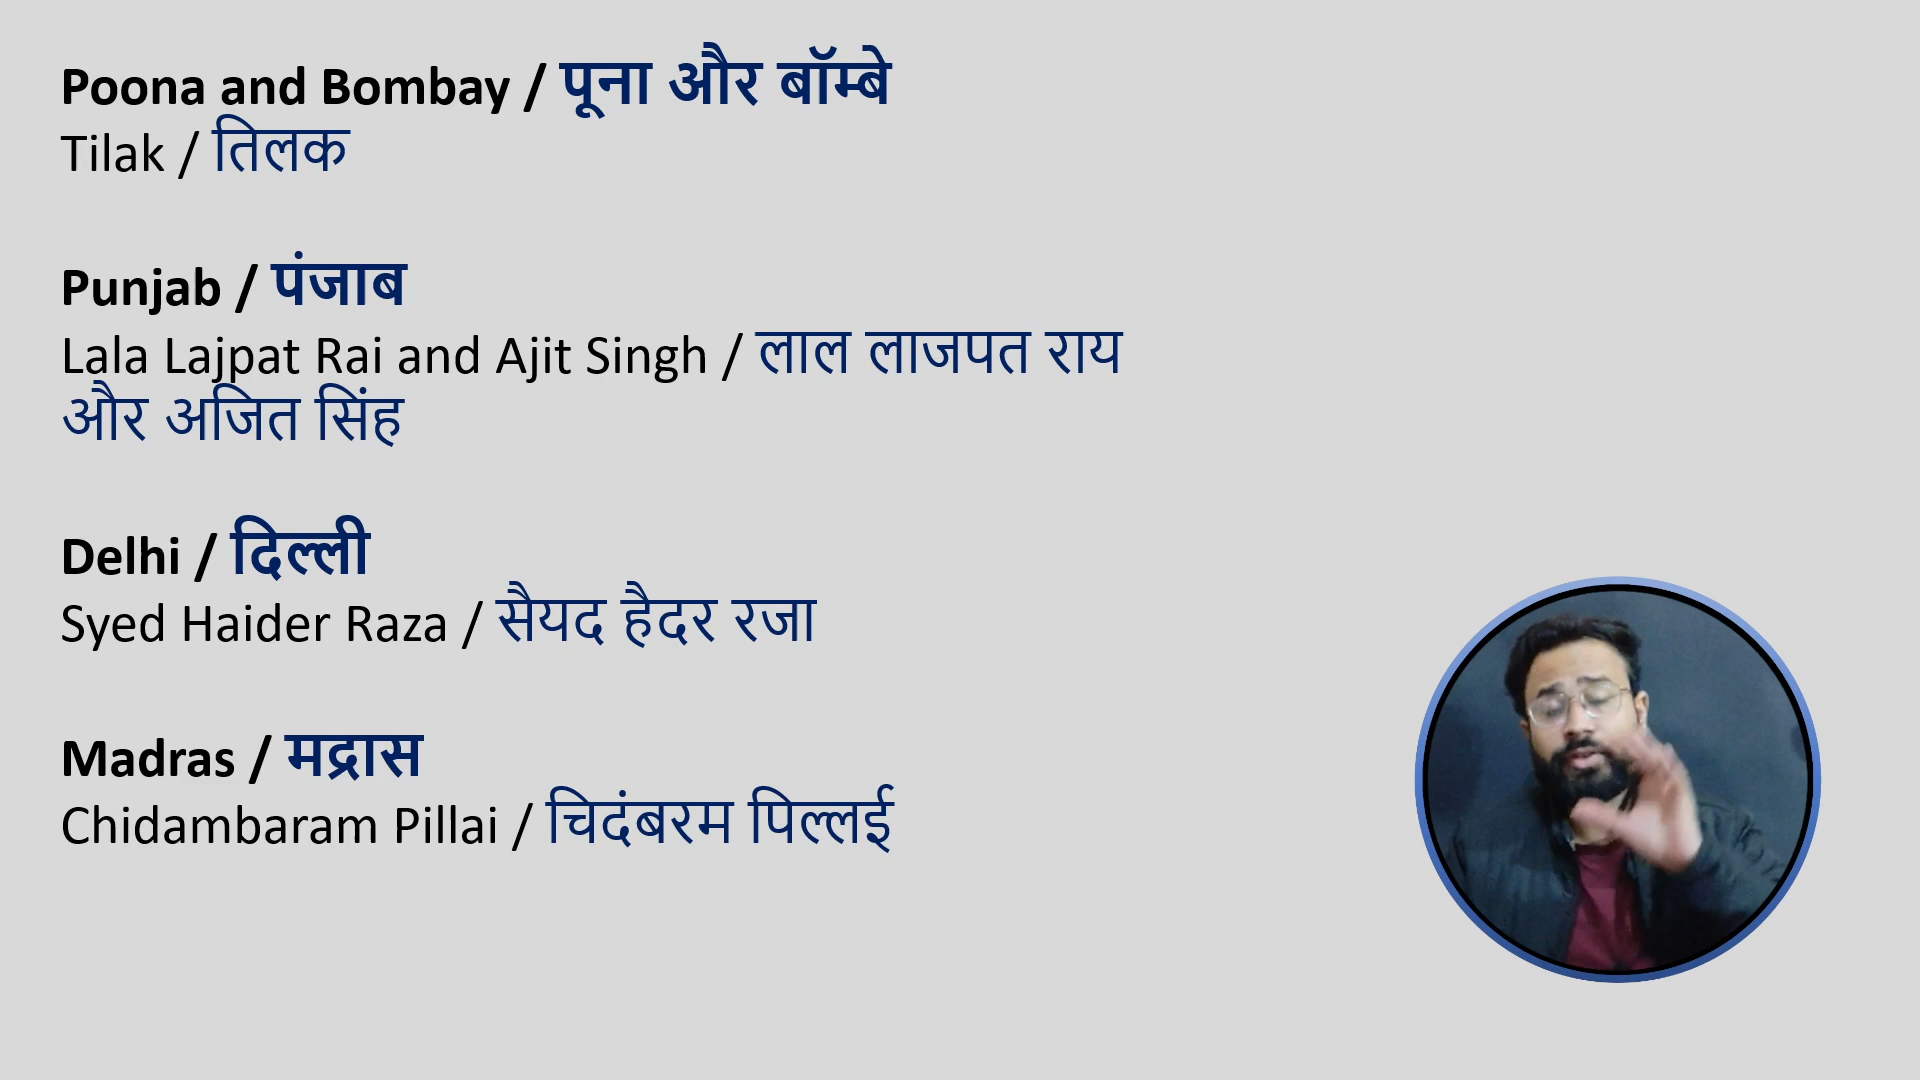 Poona and Bombay / पूना और बॉम्बे
Tilak / तिलक
Punjab / पंजाब
Lala Lajpat Rai and Ajit Singh / लाल लाजपत राय
और अजित सिंह
Delhi / दिल्ली
Syed Haider Raza / सैयद हैदर रजा
Madras / मद्रास
Chidambaram Pillai / चिदंबरम पिल्लई